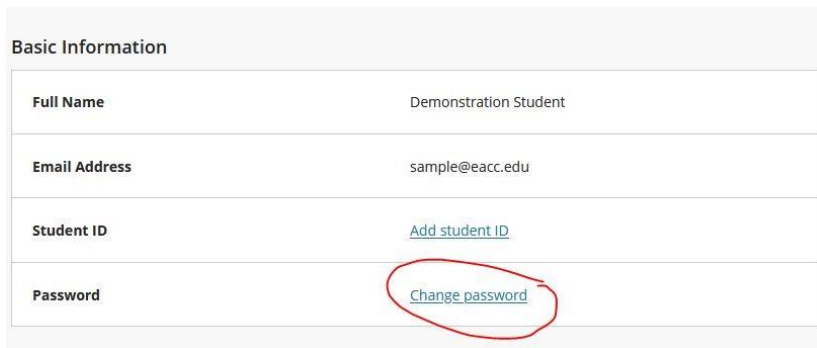 Basic Information
Full Name Demonstration Student
Email Address sample@eacc.edu
Student ID Add student ID
Password Change password